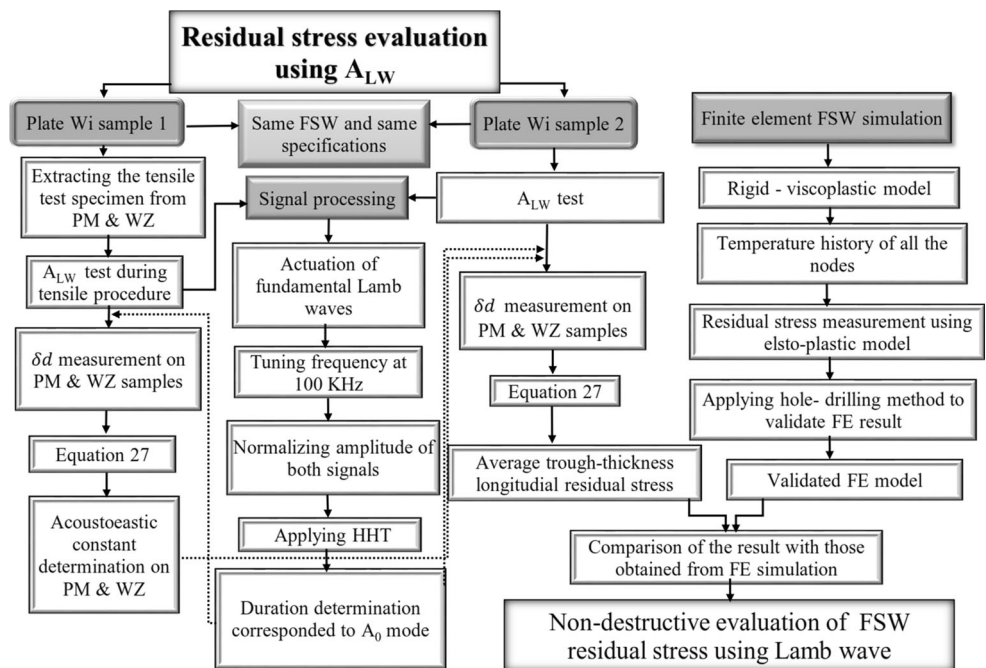 Residual stress evaluation
using A_LW
Plate Wi sample 1
Same FSW and same
specifications
Plate Wi sample 2
Finite element FSW simulation
Extracting the tensile
test specimen from
PM & WZ
A_LW test during
tensile procedure
δd measurement on
PM & WZ samples
Equation 27
Acoustoeastic
constant
determination on
PM & WZ
Signal processing
Actuation of
fundamental Lamb
waves
Tuning frequency at
100 KHz
Normalizing amplitude of
both signals
Applying HHT
Duration determination
corresponded to A₀ mode
A_LW test
δd measurement on
PM & WZ samples
Equation 27
Average trough-thickness
longitudial residual stress
Rigid - viscoplastic model
Temperature history of all the
nodes
Residual stress measurement using
elsto-plastic model
Applying hole- drilling method to
validate FE result
Validated FE model
Comparison of the result with those
obtained from FE simulation
Non-destructive evaluation of FSW
residual stress using Lamb wave